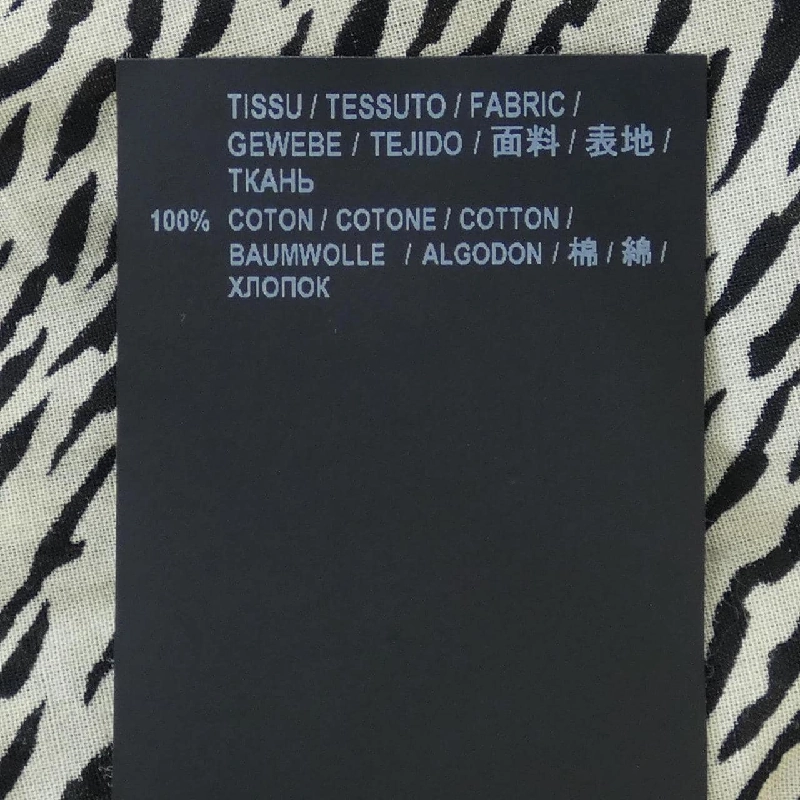 TISSU / TESSUTO / FABRIC /
GEWEBE / TEJIDO / 面料 / 表地 /
ТКАНЬ
100% COTON / COTONE / COTTON /
BAUMWOLLE / ALGODON / 棉 / 綿 /
ХЛОПОК